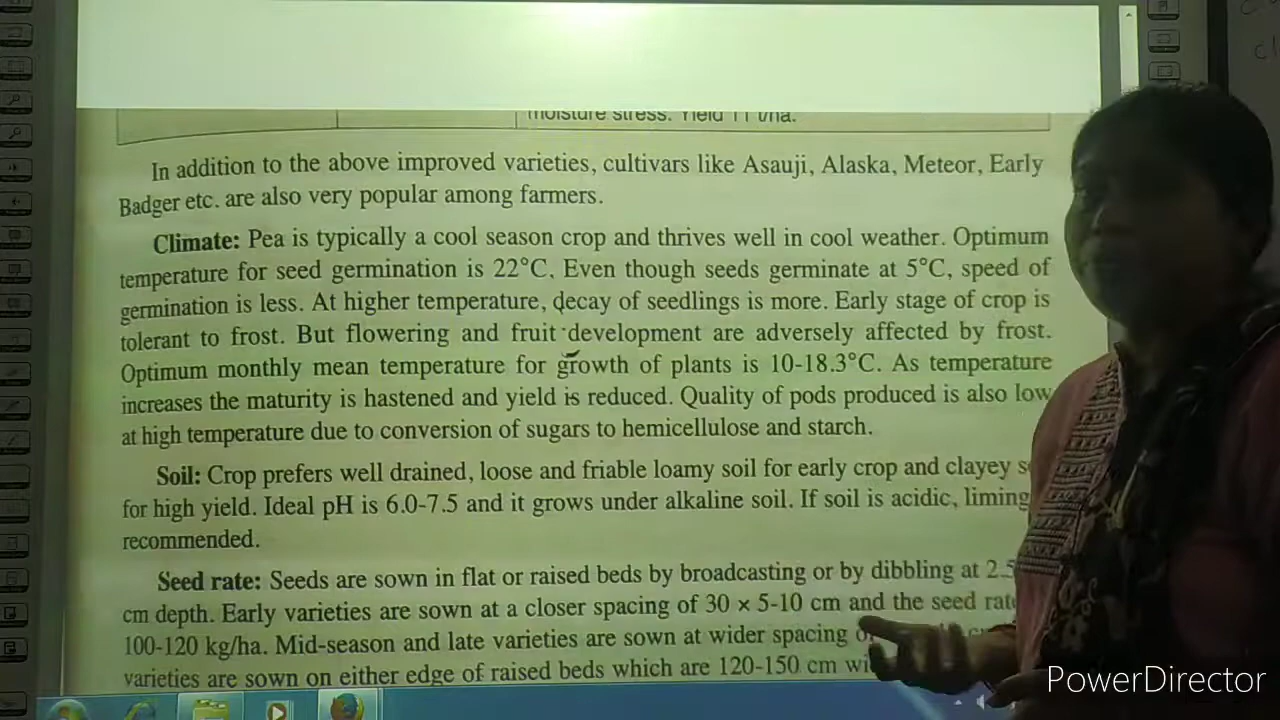 moisture stress. Yield 11 t/ha.
In addition to the above improved varieties, cultivars like Asauji, Alaska, Meteor, Early
Badger etc. are also very popular among farmers.
Climate: Pea is typically a cool season crop and thrives well in cool weather. Optimum
temperature for seed germination is 22°C. Even though seeds germinate at 5°C, speed of
germination is less. At higher temperature, decay of seedlings is more. Early stage of crop is
tolerant to frost. But flowering and fruit development are adversely affected by frost.
Optimum monthly mean temperature for growth of plants is 10-18.3°C. As temperature
increases the maturity is hastened and yield is reduced. Quality of pods produced is also low
at high temperature due to conversion of sugars to hemicellulose and starch.
Soil: Crop prefers well drained, loose and friable loamy soil for early crop and clayey
for high yield. Ideal pH is 6.0-7.5 and it grows under alkaline soil. If soil is acidic, liming
recommended.
Seed rate: Seeds are sown in flat or raised beds by broadcasting or by dibbling at 2.5
cm depth. Early varieties are sown at a closer spacing of 30 × 5-10 cm and the seed rate
100-120 kg/ha. Mid-season and late varieties are sown at wider spacing
varieties are sown on either edge of raised beds which are 120-150 cm
PowerDirector